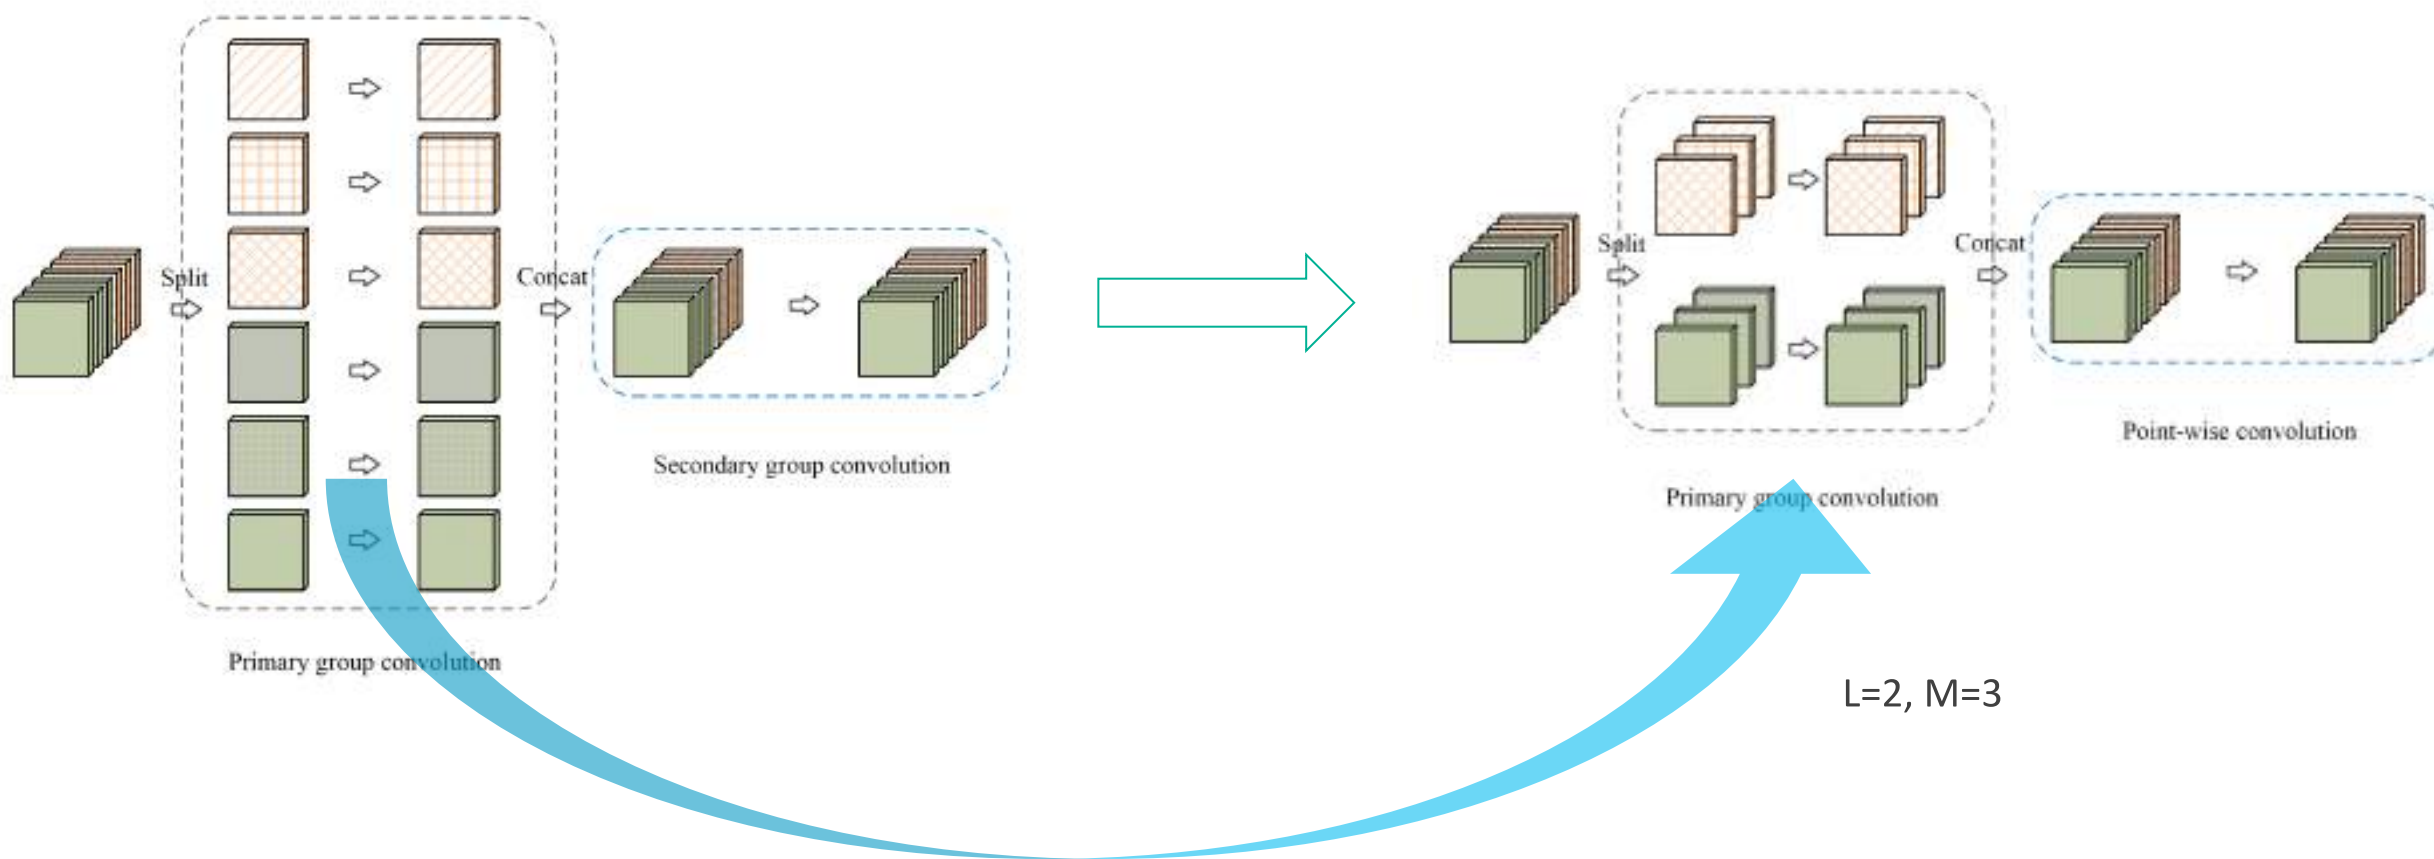 Split
Concat
Secondary group convolution
Primary group convolution
Split
Concat
Point-wise convolution
Primary group convolution
L=2, M=3